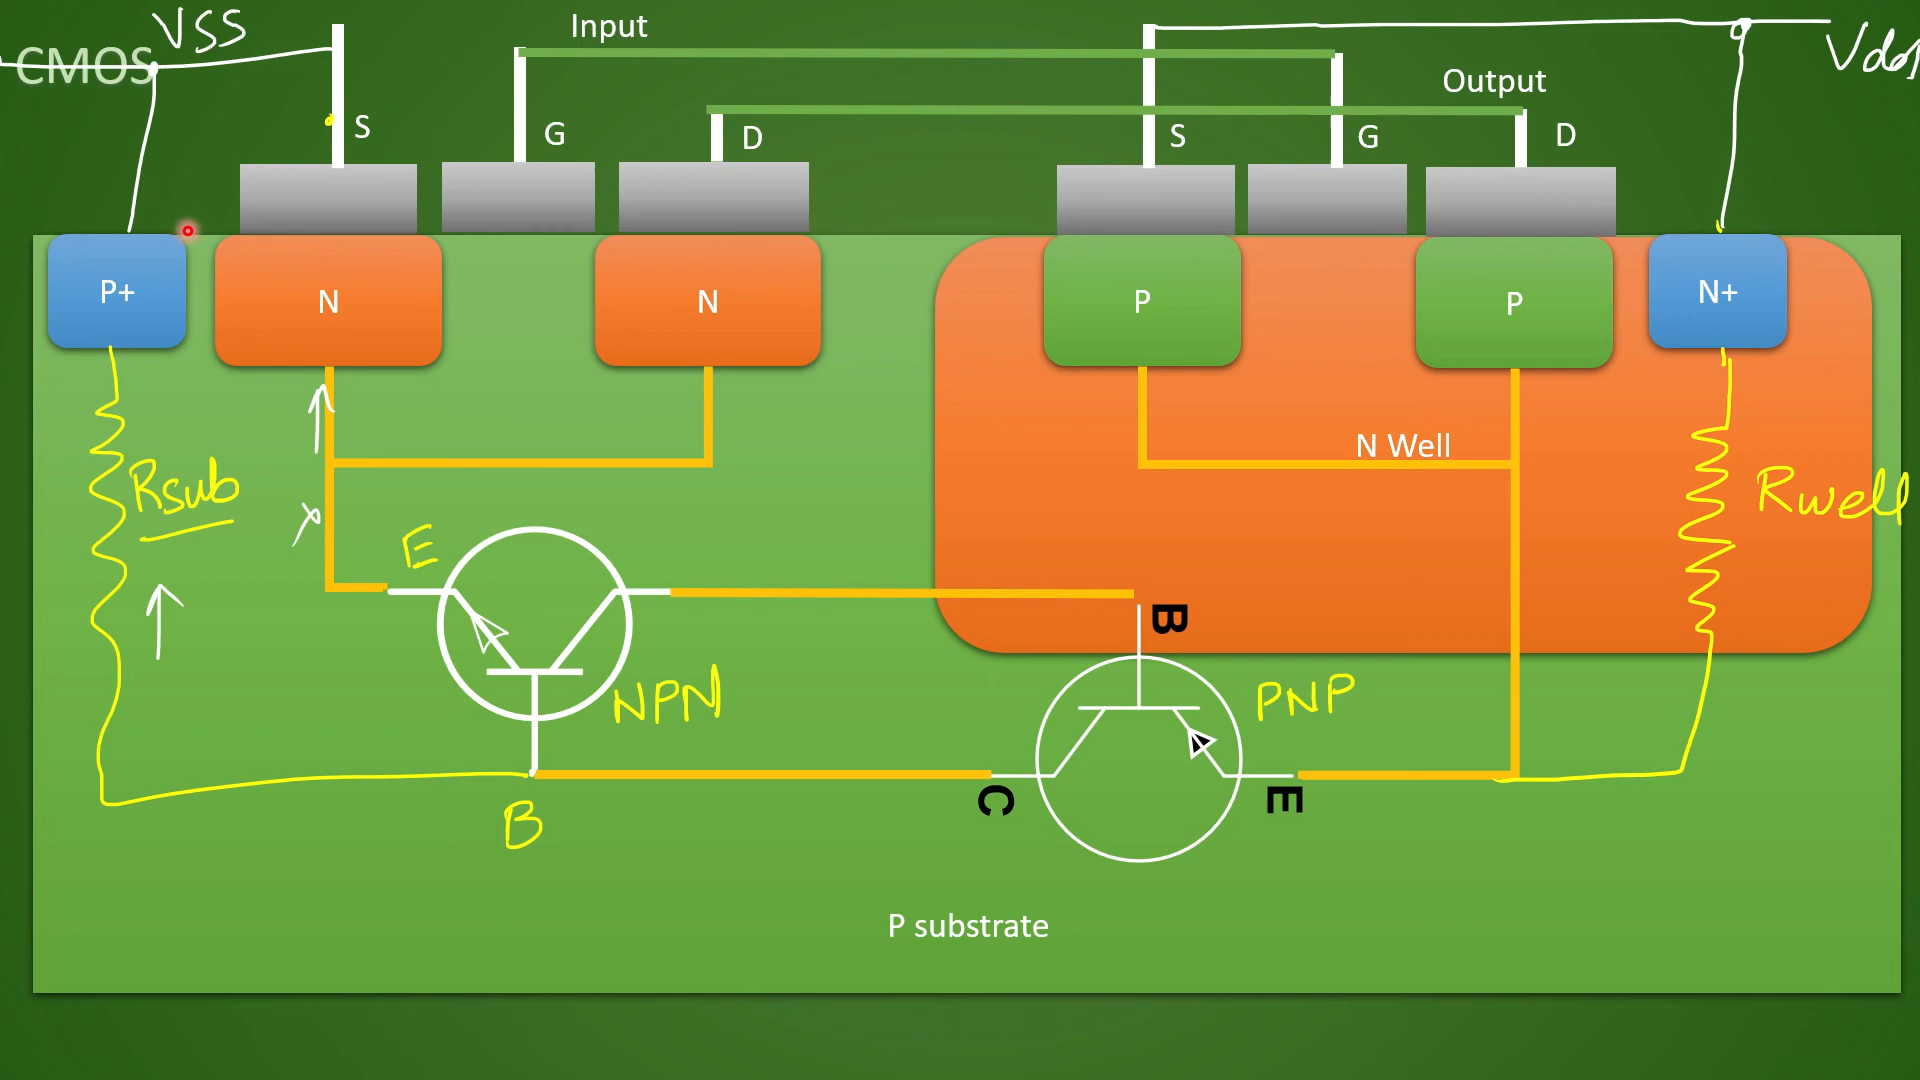 CMOS
VSS
Input
Vdd
Output
S
G
D
S
G
D
P+
N
N
P
P
N+
N Well
Rsub
Rwell
E
B
NPN
PNP
C
E
B
P substrate